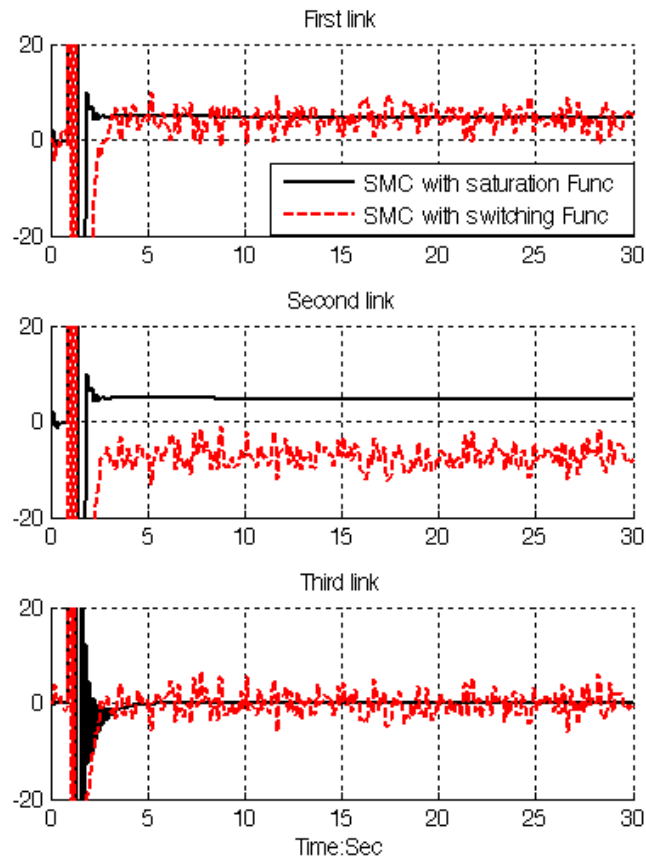 First link
20
0
-20
SMC with saturation Func
SMC with switching Func
0 5 10 15 20 25 30
Second link
20
0
-20
0 5 10 15 20 25 30
Third link
20
0
-20
0 5 10 15 20 25 30
Time:Sec